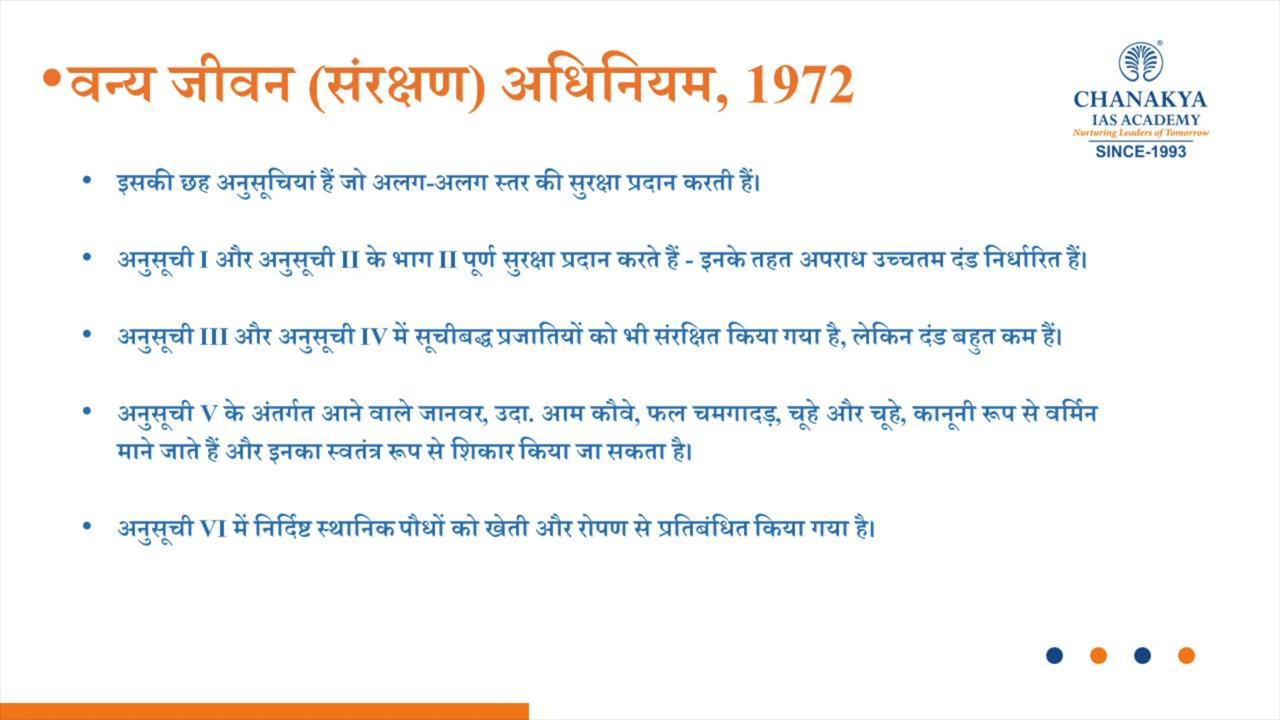 •वन्य जीवन (संरक्षण) अधिनियम, 1972
CHANAKYA
IAS ACADEMY
Nurturing Leaders of Tomorrow
SINCE-1993
• इसकी छह अनुसूचियां हैं जो अलग-अलग स्तर की सुरक्षा प्रदान करती हैं।
• अनुसूची I और अनुसूची II के भाग II पूर्ण सुरक्षा प्रदान करते हैं - इनके तहत अपराध उच्चतम दंड निर्धारित हैं।
• अनुसूची III और अनुसूची IV में सूचीबद्ध प्रजातियों को भी संरक्षित किया गया है, लेकिन दंड बहुत कम हैं।
• अनुसूची V के अंतर्गत आने वाले जानवर, उदा. आम कौवे, फल चमगादड़, चूहे और चूहे, कानूनी रूप से वर्मिन
माने जाते हैं और इनका स्वतंत्र रूप से शिकार किया जा सकता है।
• अनुसूची VI में निर्दिष्ट स्थानिक पौधों को खेती और रोपण से प्रतिबंधित किया गया है।